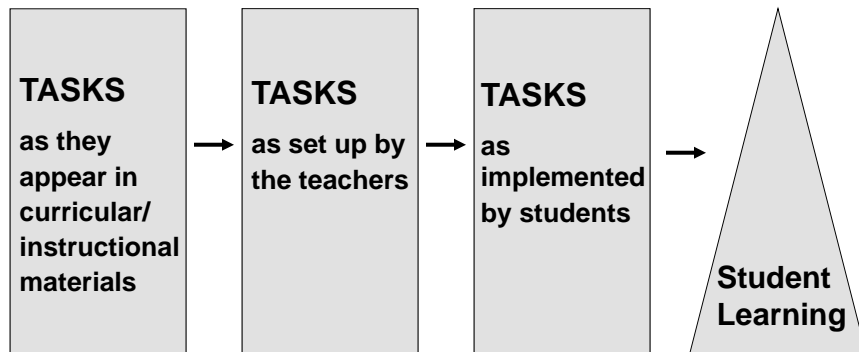 TASKS
as they
appear in
curricular/
instructional
materials
TASKS
as set up by
the teachers
TASKS
as
implemented
by students
Student
Learning